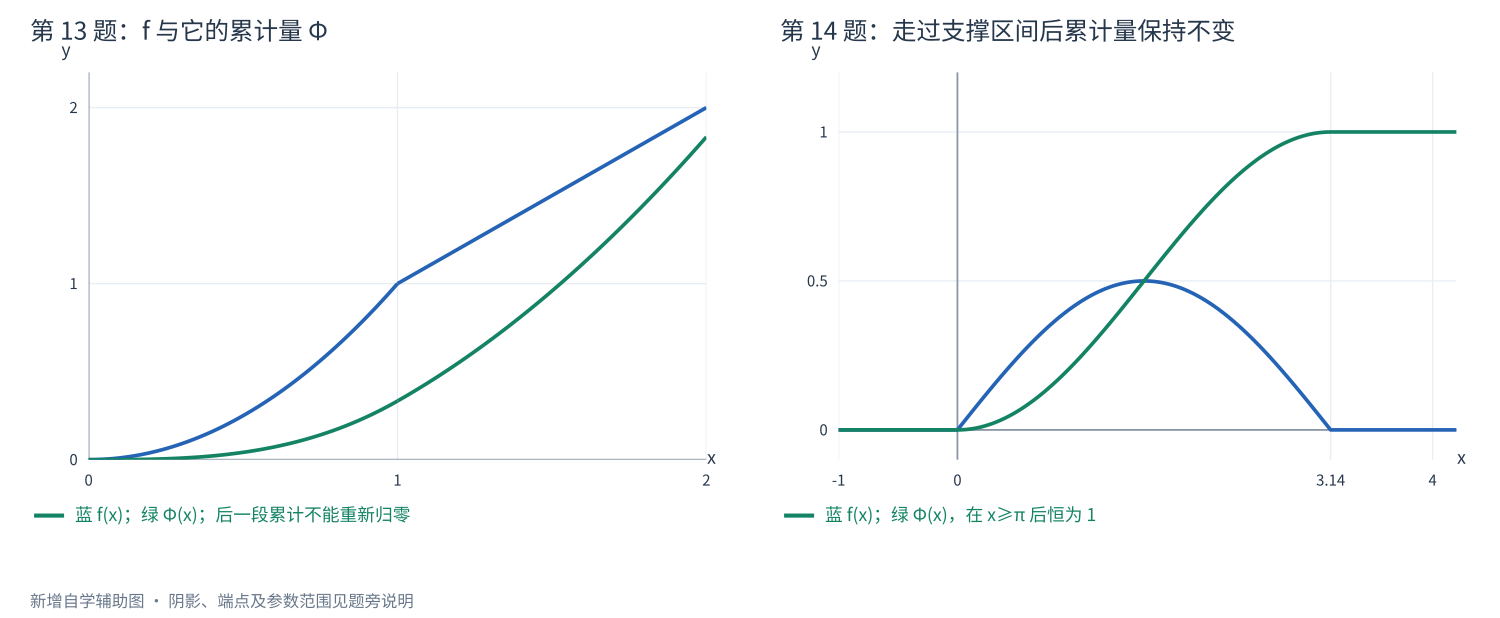 第 13 题：f 与它的累计量 Φ
y
2
1
0
0
1
2
x
蓝 f(x)；绿 Φ(x)；后一段累计不能重新归零
第 14 题：走过支撑区间后累计量保持不变
y
1
0.5
0
-1
0
3.14
4
x
蓝 f(x)；绿 Φ(x)，在 x⩾π 后恒为 1
新增自学辅助图 · 阴影、端点及参数范围见题旁说明